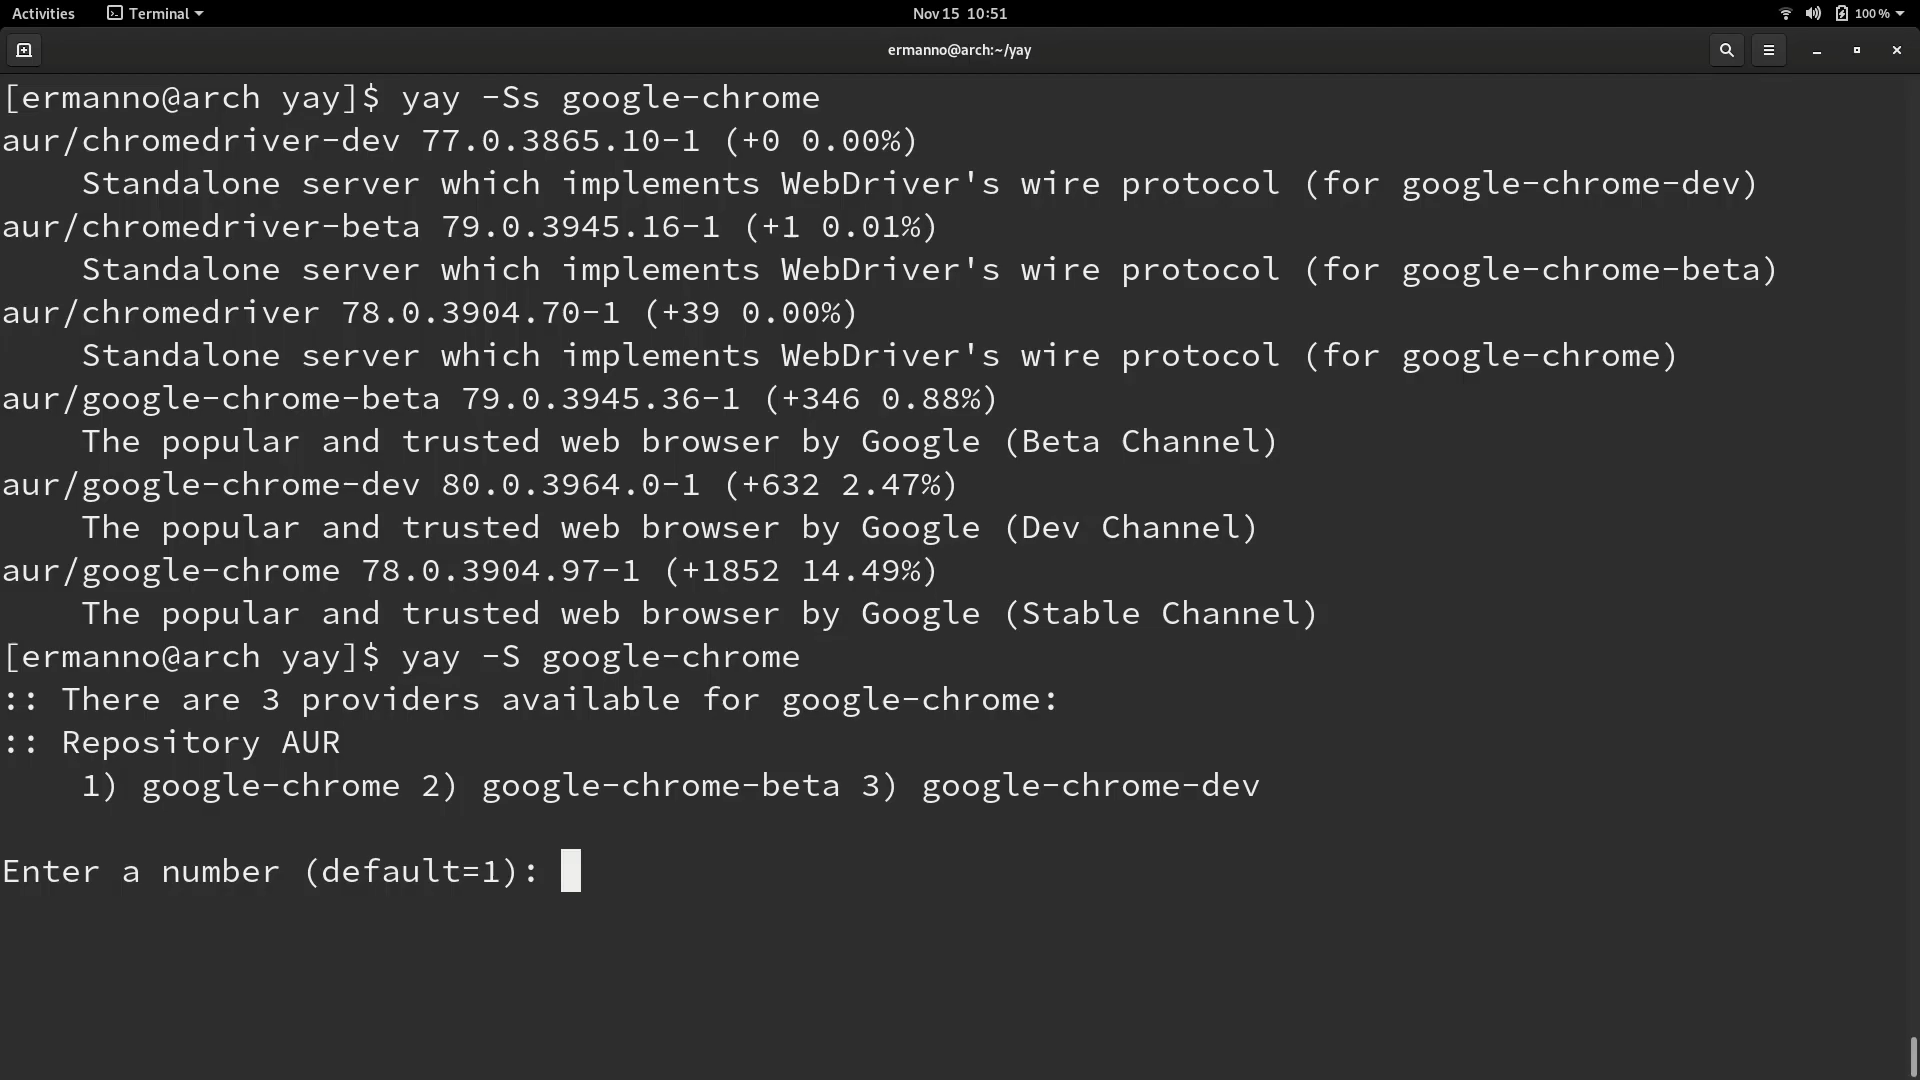 Activities
Terminal
Nov 15 10:51
100 %
ermanno@arch:~/yay
[ermanno@arch yay]$ yay -Ss google-chrome
aur/chromedriver-dev 77.0.3865.10-1 (+0 0.00%)
    Standalone server which implements WebDriver's wire protocol (for google-chrome-dev)
aur/chromedriver-beta 79.0.3945.16-1 (+1 0.01%)
    Standalone server which implements WebDriver's wire protocol (for google-chrome-beta)
aur/chromedriver 78.0.3904.70-1 (+39 0.00%)
    Standalone server which implements WebDriver's wire protocol (for google-chrome)
aur/google-chrome-beta 79.0.3945.36-1 (+346 0.88%)
    The popular and trusted web browser by Google (Beta Channel)
aur/google-chrome-dev 80.0.3964.0-1 (+632 2.47%)
    The popular and trusted web browser by Google (Dev Channel)
aur/google-chrome 78.0.3904.97-1 (+1852 14.49%)
    The popular and trusted web browser by Google (Stable Channel)
[ermanno@arch yay]$ yay -S google-chrome
:: There are 3 providers available for google-chrome:
:: Repository AUR
    1) google-chrome 2) google-chrome-beta 3) google-chrome-dev
Enter a number (default=1):